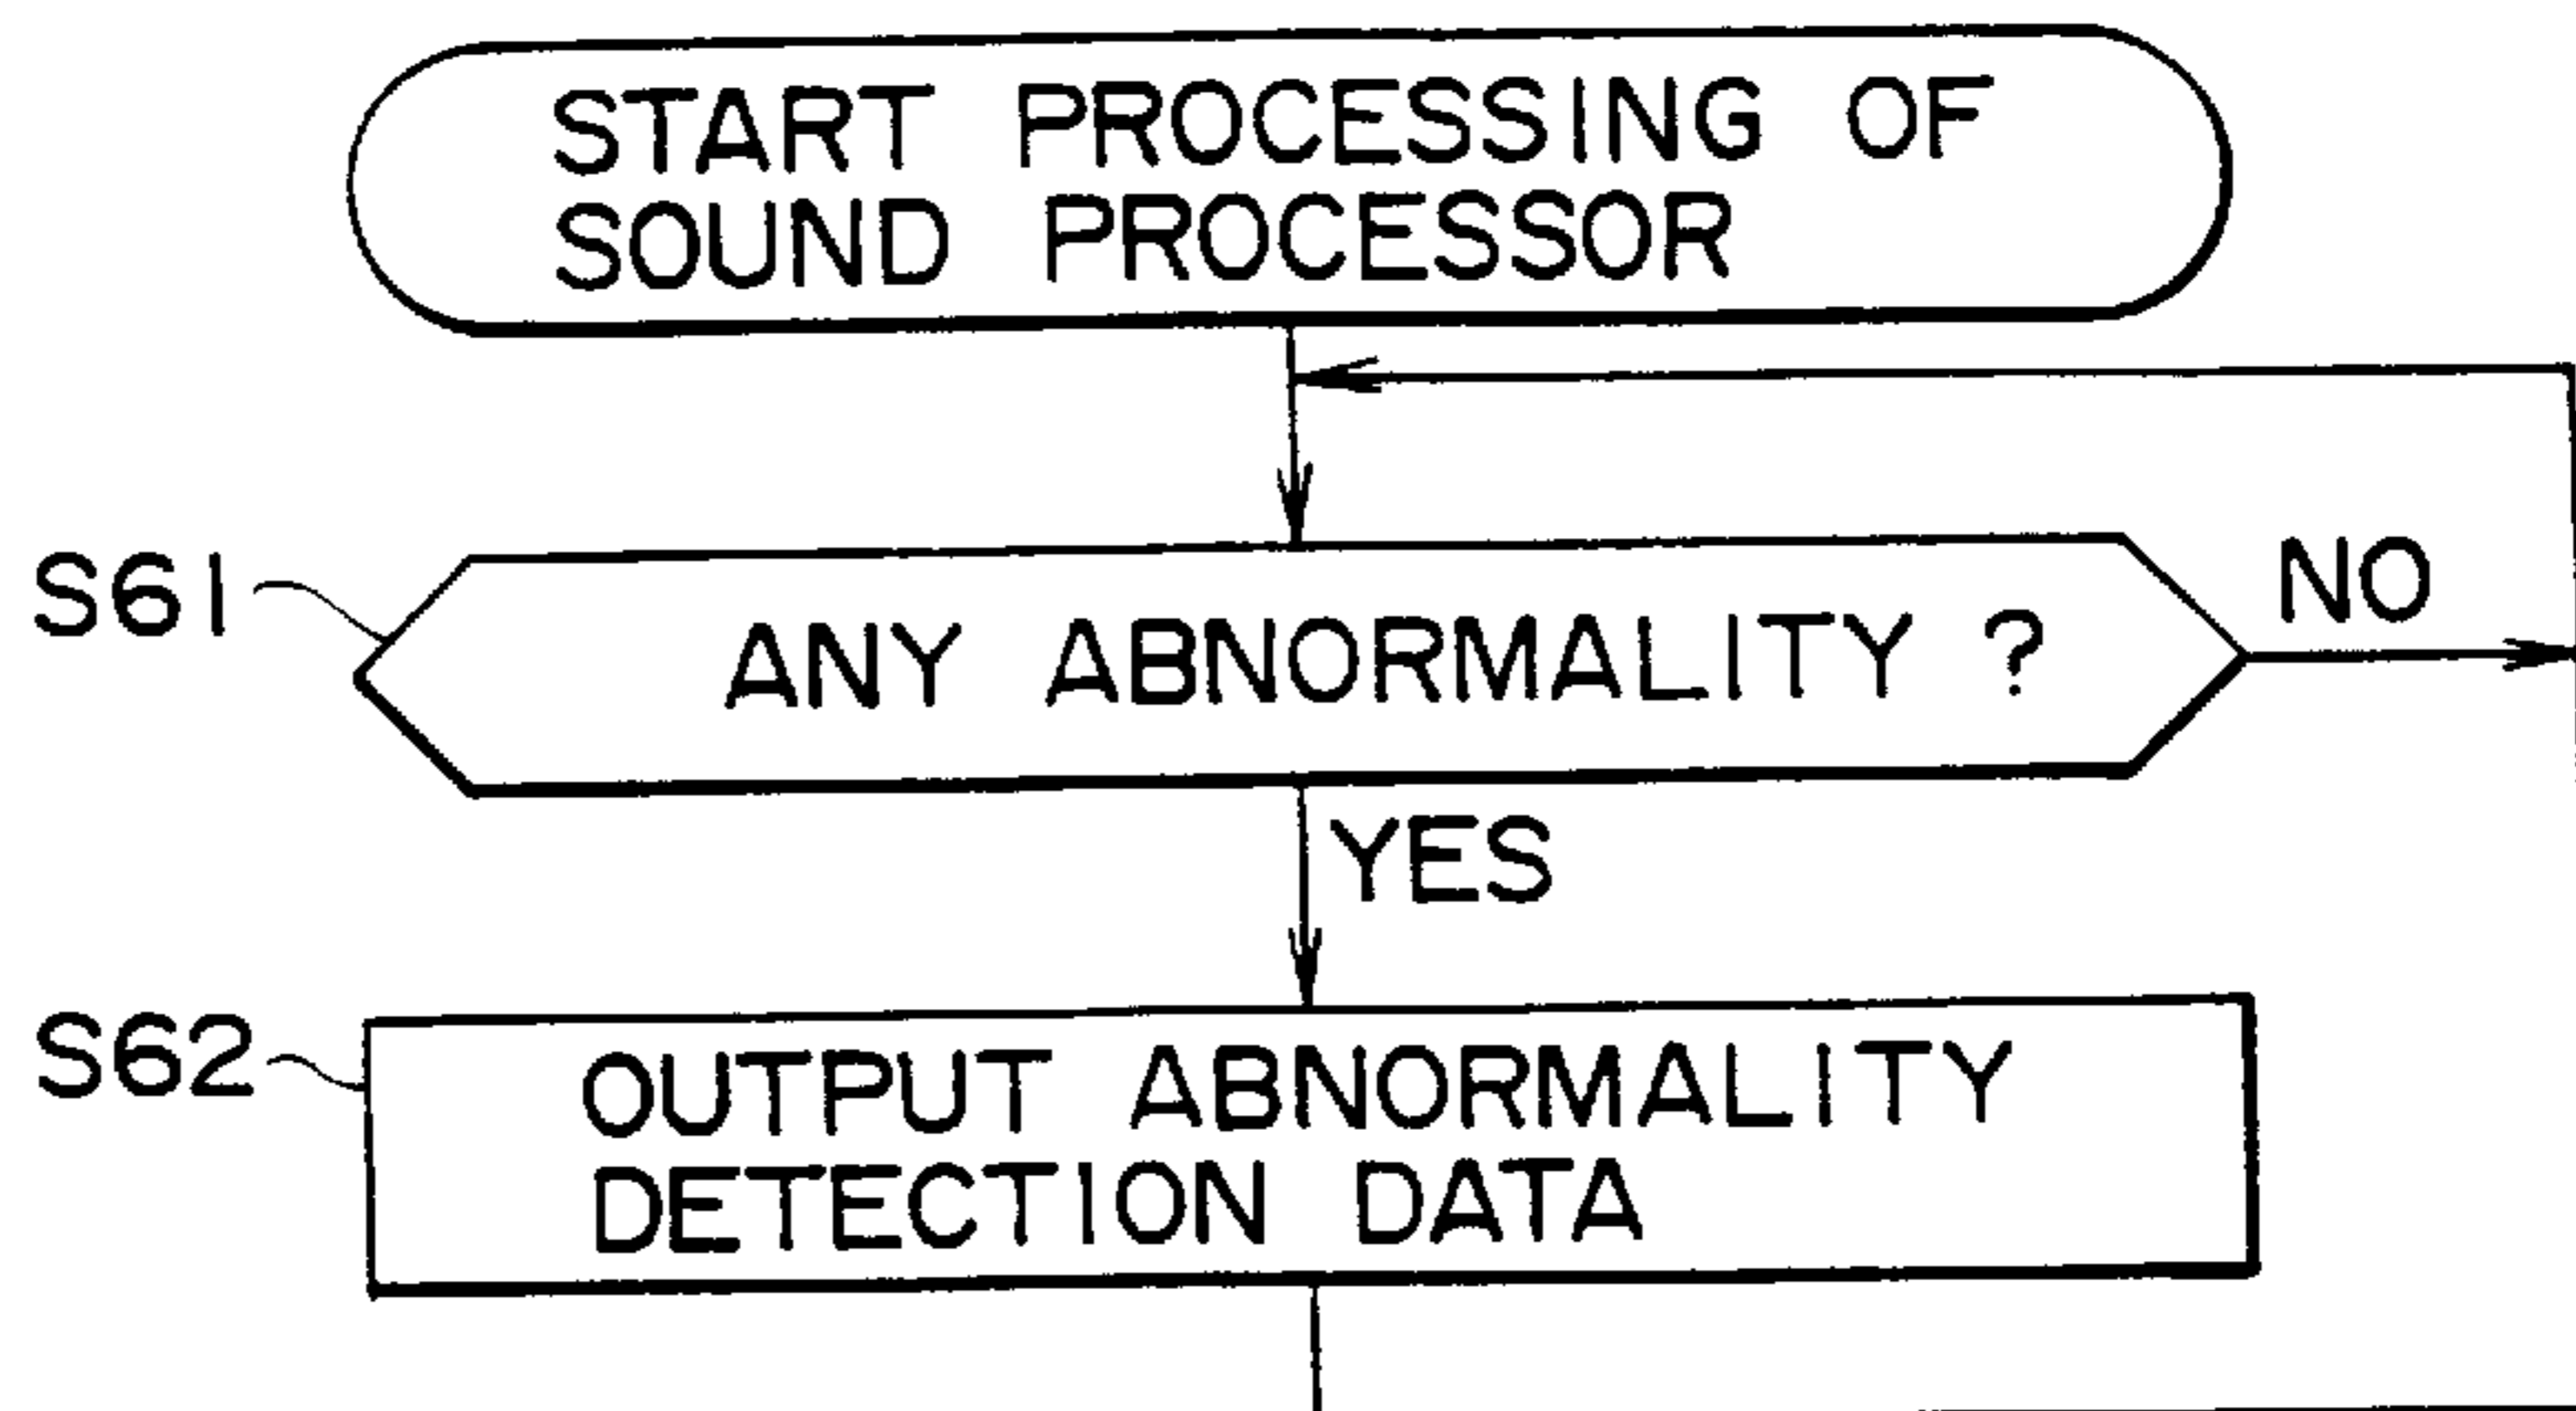 START PROCESSING OF
SOUND PROCESSOR
S61
ANY ABNORMALITY ?
NO
YES
S62
OUTPUT ABNORMALITY
DETECTION DATA